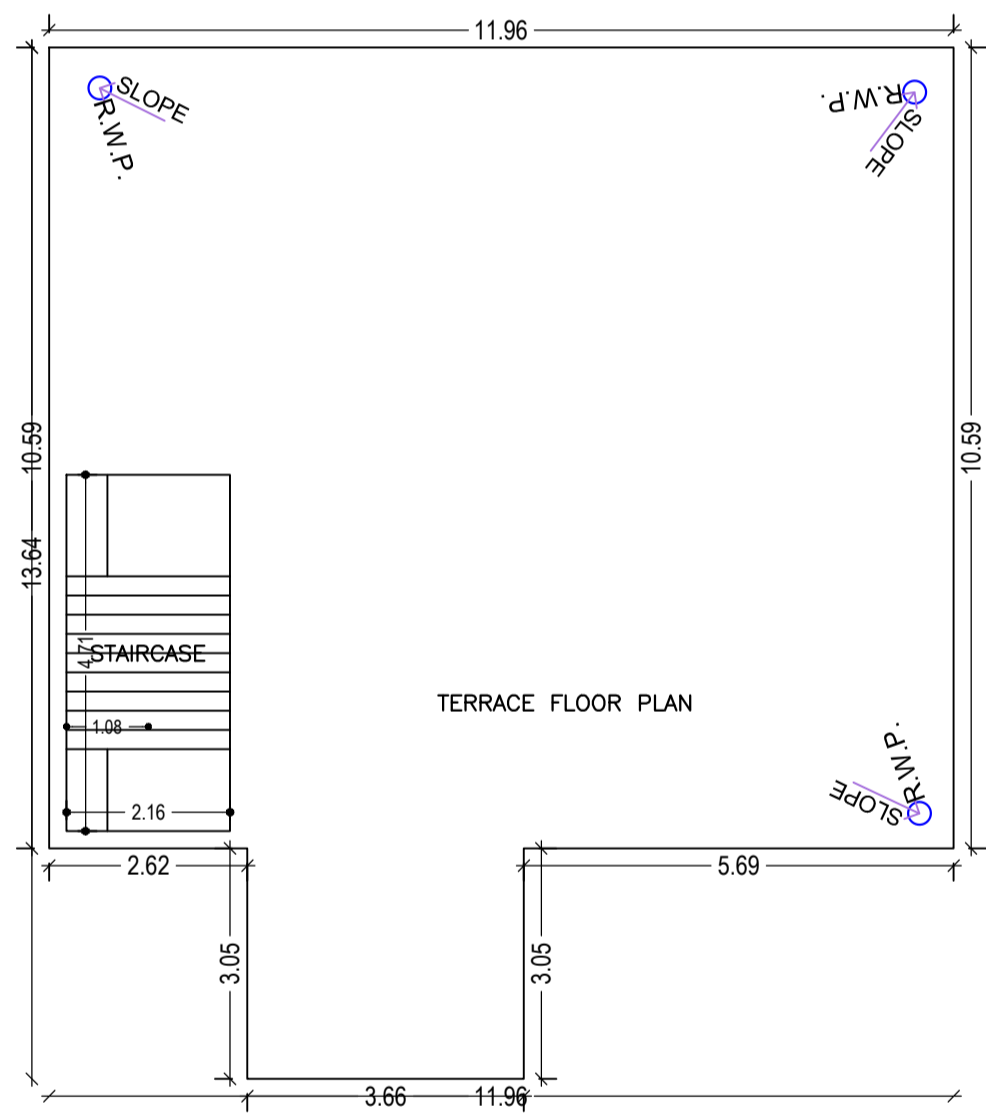 11.96
SLOPE
R.W.P.
R.W.P.
SLOPE
10.59
10.59
13.64
STAIRCASE
4.71
TERRACE FLOOR PLAN
1.08
R.W.P.
SLOPE
2.16
2.62
5.69
3.05
3.05
3.66
11.96